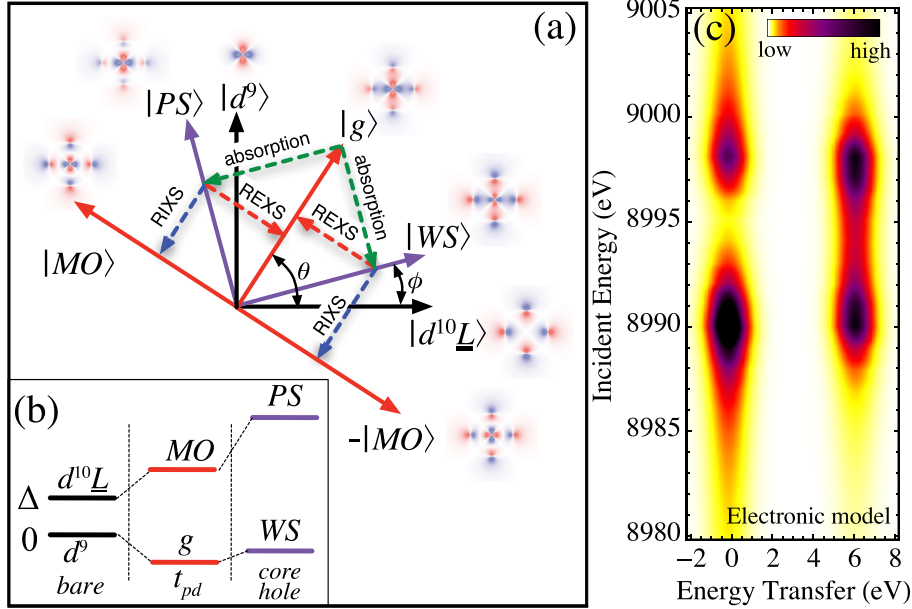 (a)
|d⁹⟩
|PS⟩
|g⟩
absorption
absorption
RIXS
REXS
REXS
RIXS
|WS⟩
|MO⟩
θ
ϕ
|d¹⁰L⟩
-|MO⟩
(b)
PS
MO
d¹⁰L
Δ
0
d⁹
g
WS
bare
t_pd
core
hole
(c)
low
high
9005
9000
8995
8990
8985
8980
Incident Energy (eV)
Electronic model
−2 0 2 4 6 8
Energy Transfer (eV)